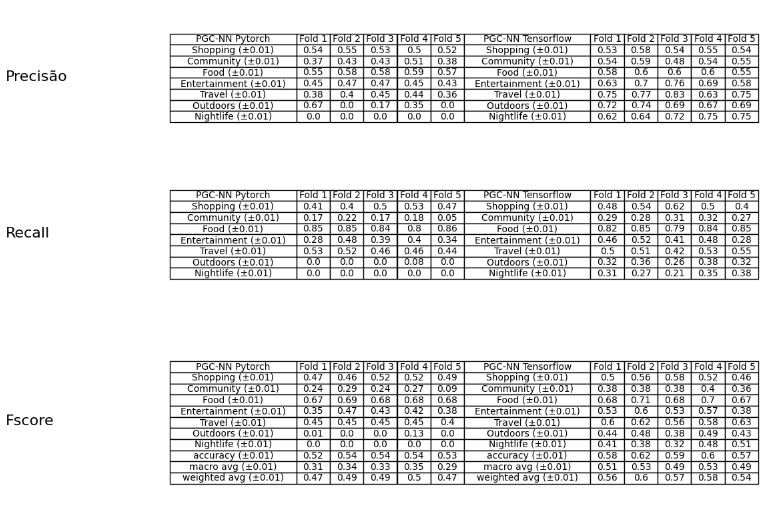 Precisão
PGC-NN Pytorch Fold 1 Fold 2 Fold 3 Fold 4 Fold 5 PGC-NN Tensorflow Fold 1 Fold 2 Fold 3 Fold 4 Fold 5
Shopping (±0.01) 0.54 0.55 0.53 0.5 0.52 Shopping (±0.01) 0.53 0.58 0.54 0.55 0.54
Community (±0.01) 0.37 0.43 0.43 0.51 0.38 Community (±0.01) 0.54 0.59 0.48 0.54 0.55
Food (±0.01) 0.55 0.58 0.58 0.59 0.57 Food (±0.01) 0.58 0.6 0.6 0.6 0.55
Entertainment (±0.01) 0.45 0.47 0.47 0.45 0.43 Entertainment (±0.01) 0.63 0.7 0.76 0.69 0.58
Travel (±0.01) 0.38 0.4 0.45 0.44 0.36 Travel (±0.01) 0.75 0.77 0.83 0.63 0.75
Outdoors (±0.01) 0.67 0.0 0.17 0.35 0.0 Outdoors (±0.01) 0.72 0.74 0.69 0.67 0.69
Nightlife (±0.01) 0.0 0.0 0.0 0.0 0.0 Nightlife (±0.01) 0.62 0.64 0.72 0.75 0.75
Recall
PGC-NN Pytorch Fold 1 Fold 2 Fold 3 Fold 4 Fold 5 PGC-NN Tensorflow Fold 1 Fold 2 Fold 3 Fold 4 Fold 5
Shopping (±0.01) 0.41 0.4 0.5 0.53 0.47 Shopping (±0.01) 0.48 0.54 0.62 0.5 0.4
Community (±0.01) 0.17 0.22 0.17 0.18 0.05 Community (±0.01) 0.29 0.28 0.31 0.32 0.27
Food (±0.01) 0.85 0.85 0.84 0.8 0.86 Food (±0.01) 0.82 0.85 0.79 0.84 0.85
Entertainment (±0.01) 0.28 0.48 0.39 0.4 0.34 Entertainment (±0.01) 0.46 0.52 0.41 0.48 0.28
Travel (±0.01) 0.53 0.52 0.46 0.46 0.44 Travel (±0.01) 0.5 0.51 0.42 0.53 0.55
Outdoors (±0.01) 0.0 0.0 0.0 0.08 0.0 Outdoors (±0.01) 0.32 0.36 0.26 0.38 0.32
Nightlife (±0.01) 0.0 0.0 0.0 0.0 0.0 Nightlife (±0.01) 0.31 0.27 0.21 0.35 0.38
Fscore
PGC-NN Pytorch Fold 1 Fold 2 Fold 3 Fold 4 Fold 5 PGC-NN Tensorflow Fold 1 Fold 2 Fold 3 Fold 4 Fold 5
Shopping (±0.01) 0.47 0.46 0.52 0.52 0.49 Shopping (±0.01) 0.5 0.56 0.58 0.52 0.46
Community (±0.01) 0.24 0.29 0.24 0.27 0.09 Community (±0.01) 0.38 0.38 0.38 0.4 0.36
Food (±0.01) 0.67 0.69 0.68 0.68 0.68 Food (±0.01) 0.68 0.71 0.68 0.7 0.67
Entertainment (±0.01) 0.35 0.47 0.43 0.42 0.38 Entertainment (±0.01) 0.53 0.6 0.53 0.57 0.38
Travel (±0.01) 0.45 0.45 0.45 0.45 0.4 Travel (±0.01) 0.6 0.62 0.56 0.58 0.63
Outdoors (±0.01) 0.01 0.0 0.0 0.13 0.0 Outdoors (±0.01) 0.44 0.48 0.38 0.49 0.43
Nightlife (±0.01) 0.0 0.0 0.0 0.0 0.0 Nightlife (±0.01) 0.41 0.38 0.32 0.48 0.51
accuracy (±0.01) 0.52 0.54 0.54 0.54 0.53 accuracy (±0.01) 0.58 0.62 0.59 0.6 0.57
macro avg (±0.01) 0.31 0.34 0.33 0.35 0.29 macro avg (±0.01) 0.51 0.53 0.49 0.53 0.49
weighted avg (±0.01) 0.47 0.49 0.49 0.5 0.47 weighted avg (±0.01) 0.56 0.6 0.57 0.58 0.54